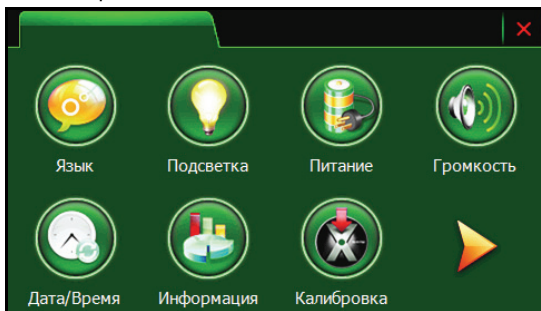 Язык Подсветка Питание Громкость
Дата/Время Информация Калибровка